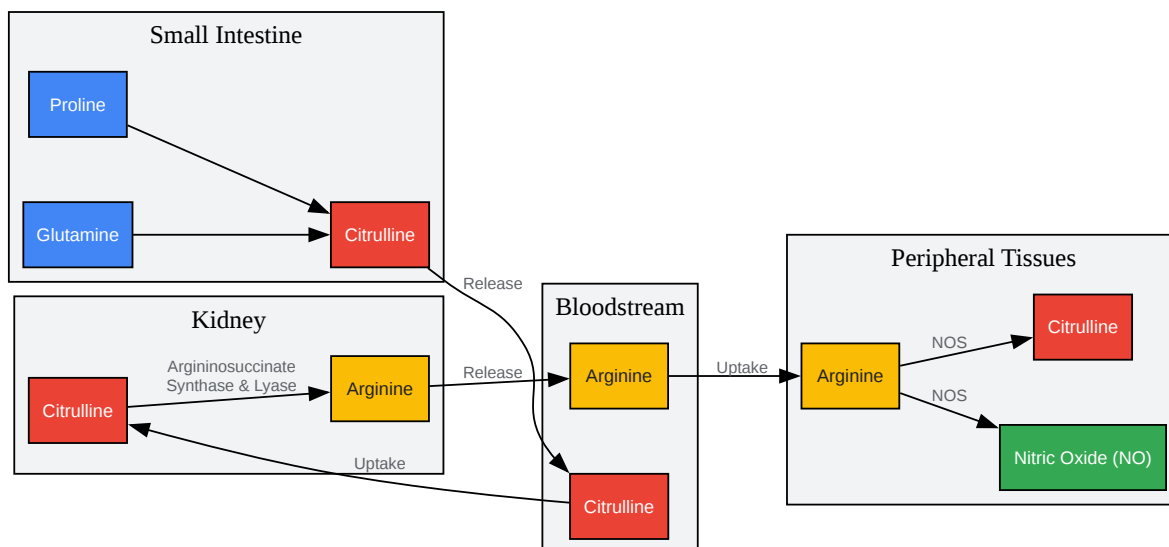 Small Intestine
Proline
Glutamine
Citrulline
Release
Kidney
Citrulline
Argininosuccinate
Synthase & Lyase
Arginine
Release
Uptake
Bloodstream
Arginine
Citrulline
Uptake
Peripheral Tissues
Arginine
NOS
Citrulline
NOS
Nitric Oxide (NO)